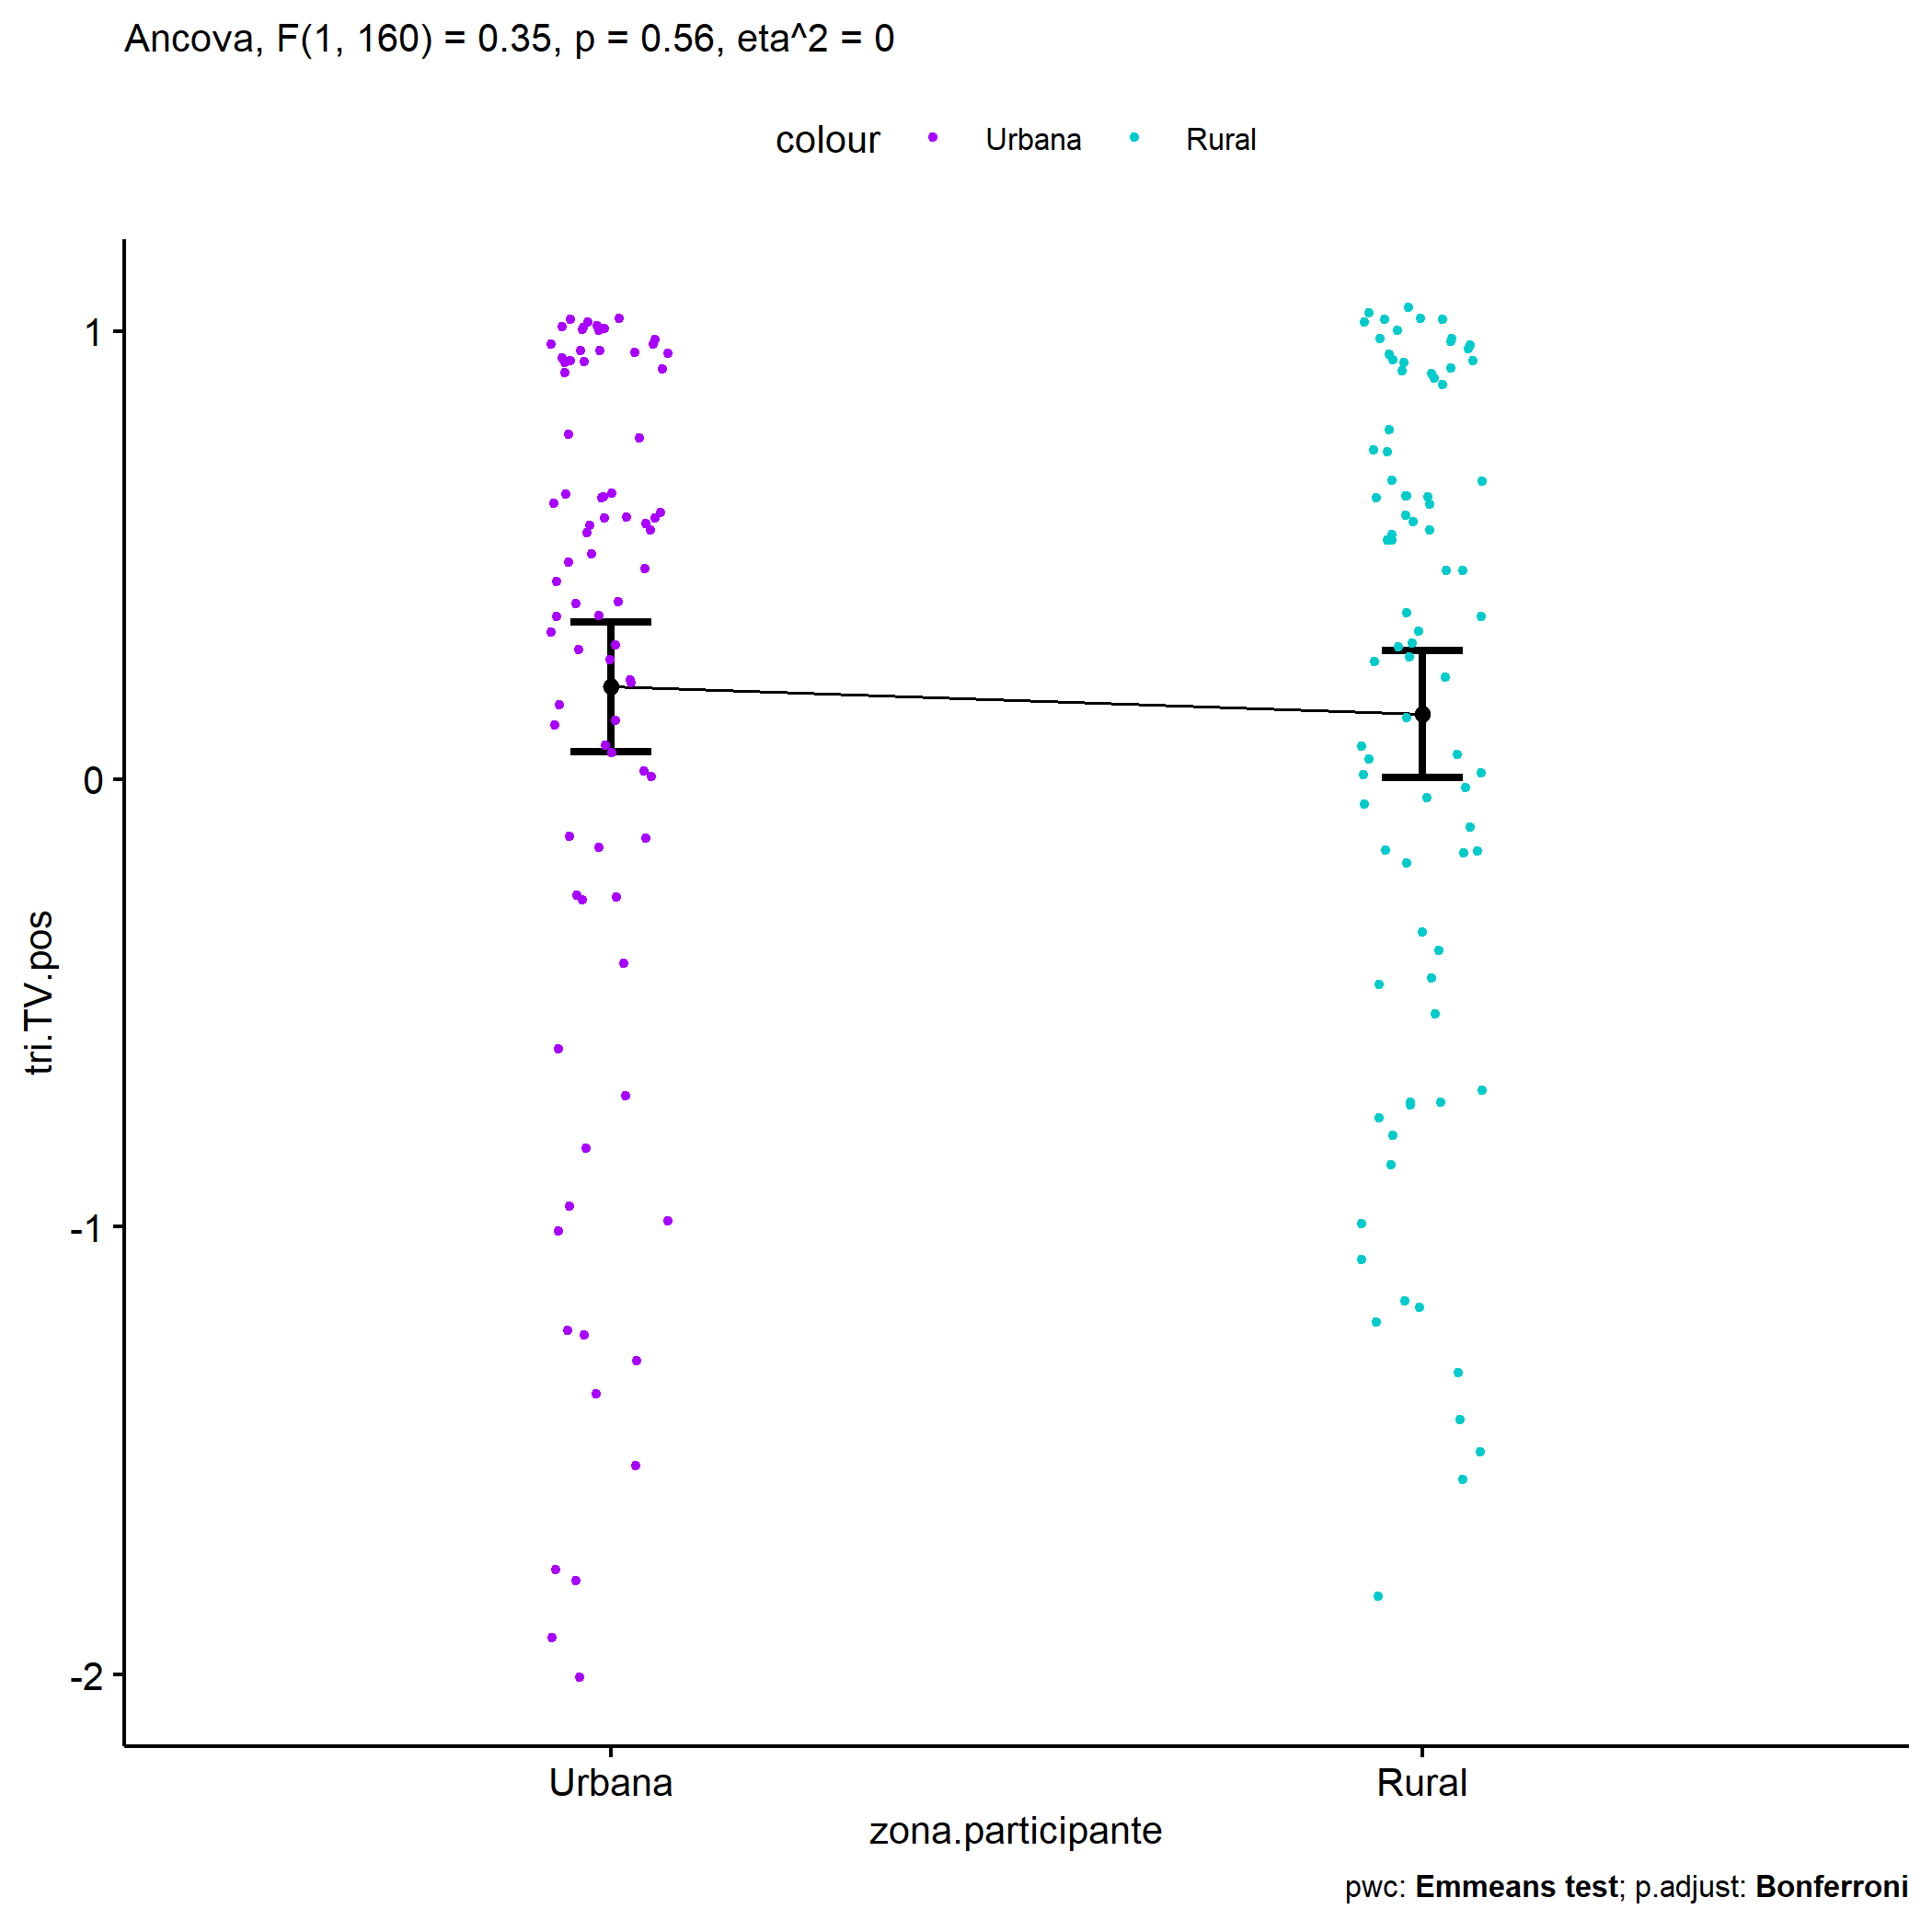 Ancova, F(1, 160) = 0.35, p = 0.56, eta^2 = 0
colour Urbana Rural
1
0
-1
-2
tri.TV.pos
Urbana Rural
zona.participante
pwc: Emmeans test; p.adjust: Bonferroni